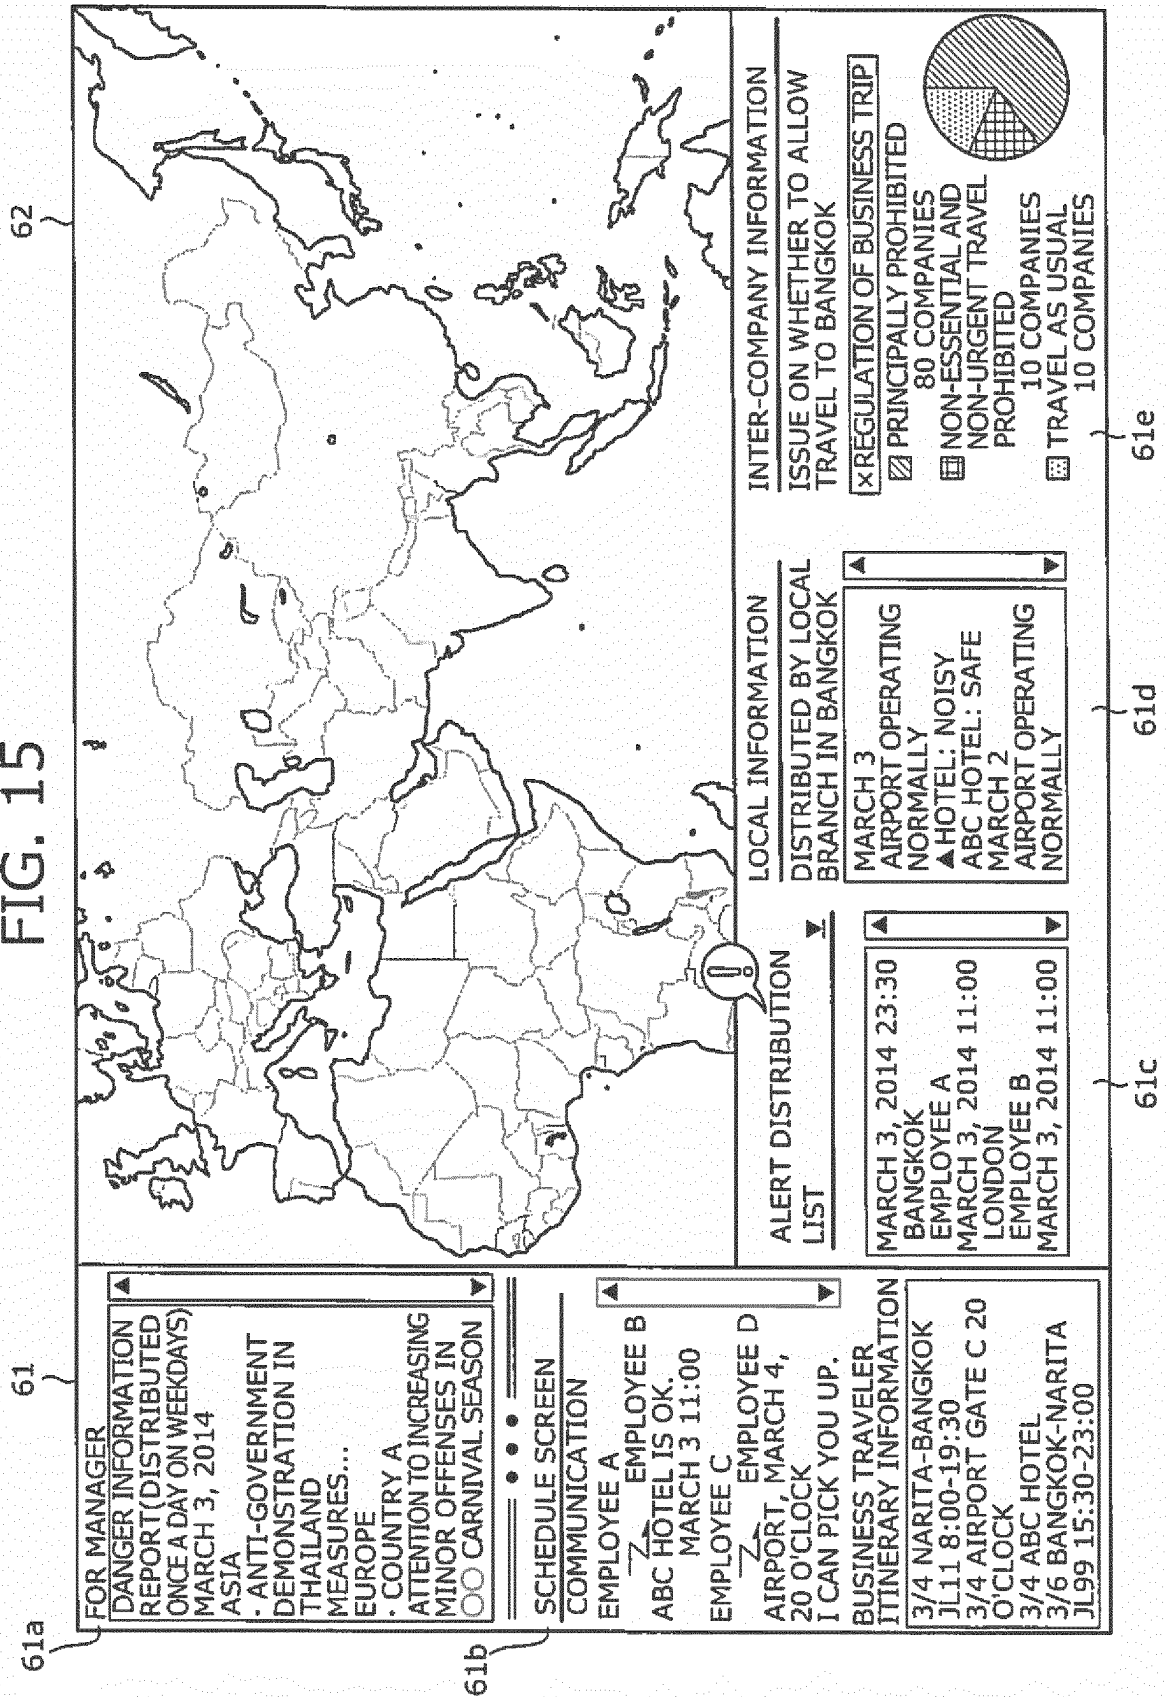 FIG. 15
61
62
61a
FOR MANAGER
DANGER INFORMATION
REPORT(DISTRIBUTED
ONCE A DAY ON WEEKDAYS)
MARCH 3, 2014
ASIA
· ANTI-GOVERNMENT
DEMONSTRATION IN
THAILAND
MEASURES...
EUROPE
· COUNTRY A
ATTENTION TO INCREASING
MINOR OFFENSES IN
○○ CARNIVAL SEASON
▲
▼
61b
SCHEDULE SCREEN
COMMUNICATION
EMPLOYEE A
EMPLOYEE B
ABC HOTEL IS OK.
MARCH 3 11:00
EMPLOYEE C
EMPLOYEE D
AIRPORT, MARCH 4,
20 O'CLOCK
I CAN PICK YOU UP.
▲
▼
BUSINESS TRAVELER
ITINERARY INFORMATION
3/4 NARITA-BANGKOK
JL11 8:00-19:30
3/4 AIRPORT GATE C 20
O'CLOCK
3/4 ABC HOTEL
3/6 BANGKOK-NARITA
JL99 15:30-23:00
!
ALERT DISTRIBUTION
LIST
▼
MARCH 3, 2014 23:30
BANGKOK
EMPLOYEE A
MARCH 3, 2014 11:00
LONDON
EMPLOYEE B
MARCH 3, 2014 11:00
▲
▼
61c
LOCAL INFORMATION
DISTRIBUTED BY LOCAL
BRANCH IN BANGKOK
MARCH 3
AIRPORT OPERATING
NORMALLY
▲HOTEL: NOISY
ABC HOTEL: SAFE
MARCH 2
AIRPORT OPERATING
NORMALLY
▲
▼
61d
INTER-COMPANY INFORMATION
ISSUE ON WHETHER TO ALLOW
TRAVEL TO BANGKOK
×REGULATION OF BUSINESS TRIP
PRINCIPALLY PROHIBITED
80 COMPANIES
NON-ESSENTIAL AND
NON-URGENT TRAVEL
PROHIBITED
10 COMPANIES
TRAVEL AS USUAL
10 COMPANIES
61e